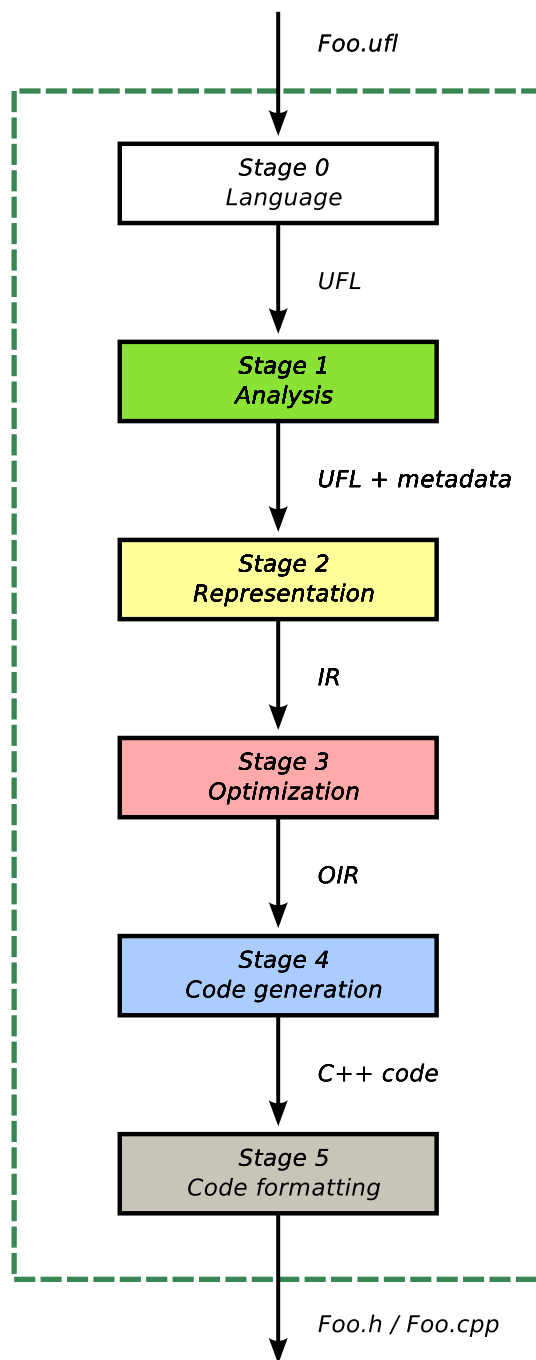 Foo.ufl
Stage 0
Language
UFL
Stage 1
Analysis
UFL + metadata
Stage 2
Representation
IR
Stage 3
Optimization
OIR
Stage 4
Code generation
C++ code
Stage 5
Code formatting
Foo.h / Foo.cpp